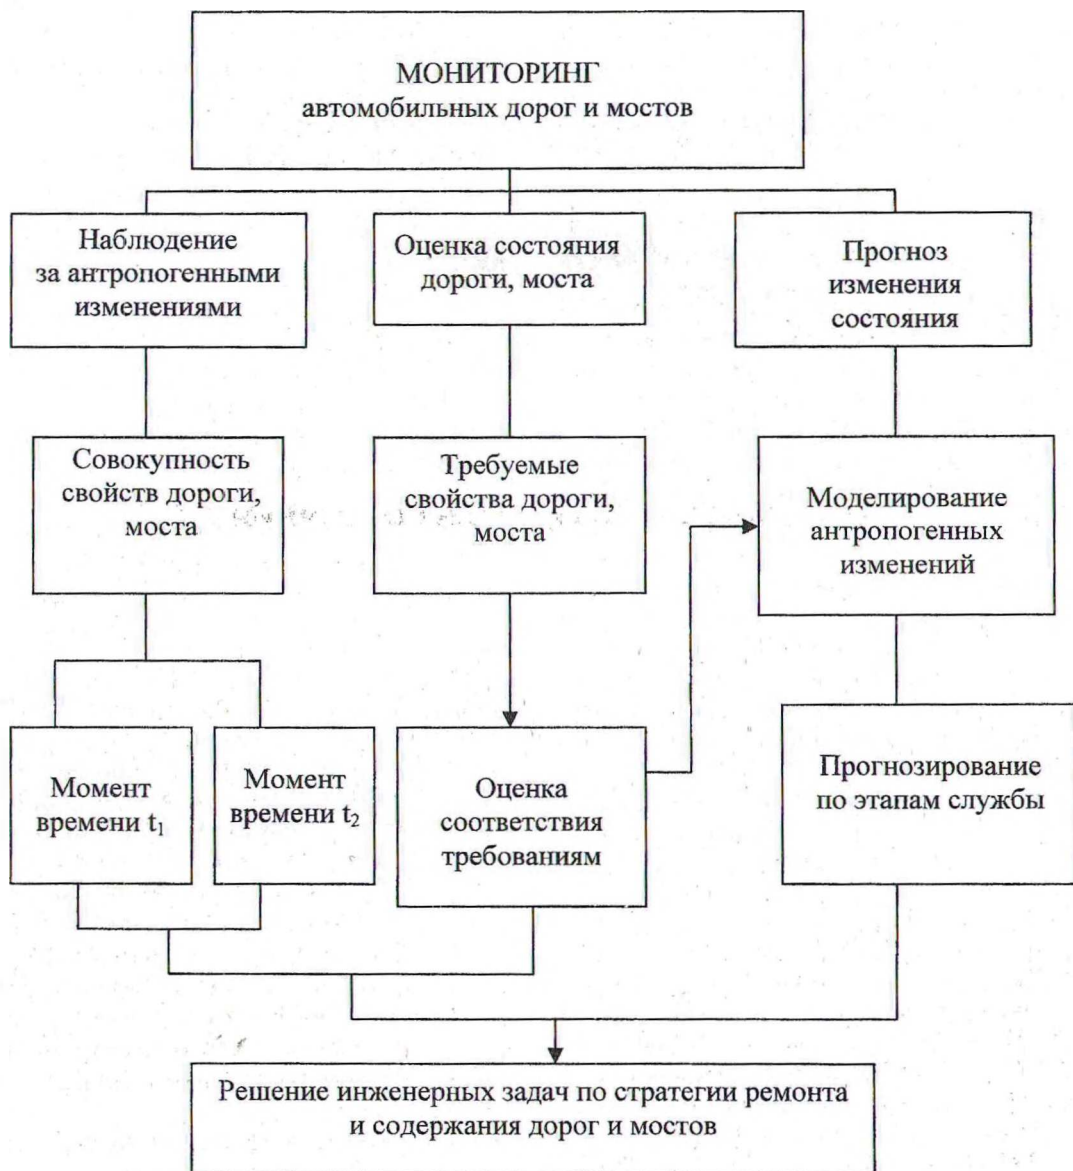 МОНИТОРИНГ
автомобильных дорог и мостов
Наблюдение
за антропогенными
изменениями
Оценка состояния
дороги, моста
Прогноз
изменения
состояния
Совокупность
свойств дороги,
моста
Требуемые
свойства дороги,
моста
Моделирование
антропогенных
изменений
Момент
времени t₁
Момент
времени t₂
Оценка
соответствия
требованиям
Прогнозирование
по этапам службы
Решение инженерных задач по стратегии ремонта
и содержания дорог и мостов